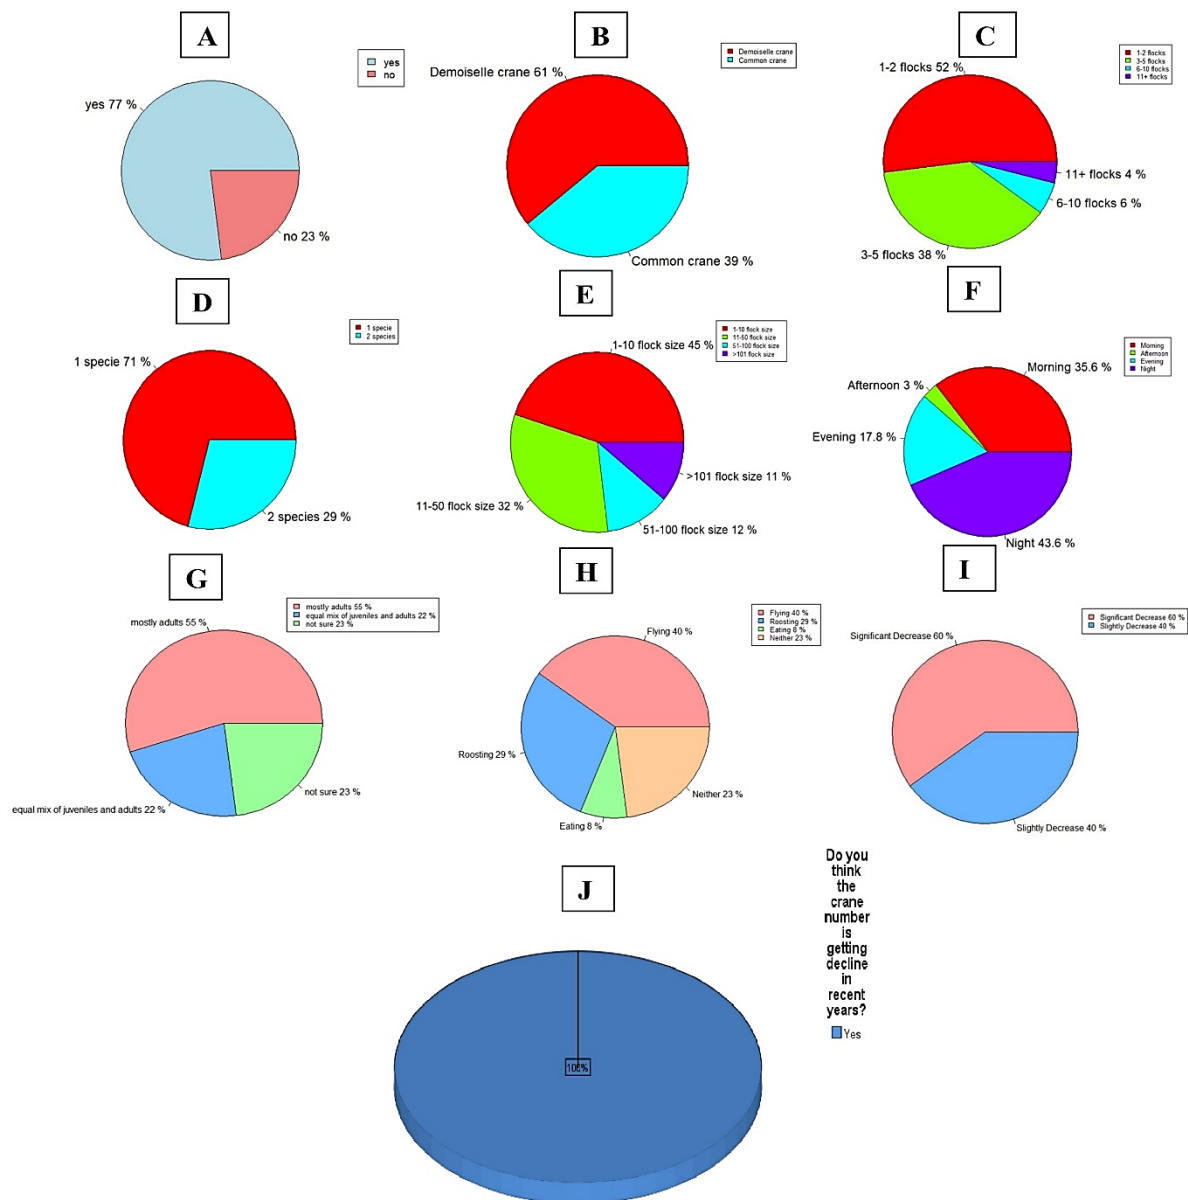 A
yes
no
yes 77 %
no 23 %
B
Demoiselle crane
Common crane
Demoiselle crane 61 %
Common crane 39 %
C
1-2 flocks
3-5 flocks
6-10 flocks
11+ flocks
1-2 flocks 52 %
11+ flocks 4 %
6-10 flocks 6 %
3-5 flocks 38 %
D
1 specie
2 species
1 specie 71 %
2 species 29 %
E
1-10 flock size
11-50 flock size
51-100 flock size
>101 flock size
1-10 flock size 45 %
>101 flock size 11 %
11-50 flock size 32 %
51-100 flock size 12 %
F
Morning
Afternoon
Evening
Night
Morning 35.6 %
Afternoon 3 %
Evening 17.8 %
Night 43.6 %
G
mostly adults 55 %
equal mix of juveniles and adults 22 %
not sure 23 %
mostly adults 55 %
not sure 23 %
equal mix of juveniles and adults 22 %
H
Flying 40 %
Roosting 29 %
Eating 8 %
Neither 23 %
Flying 40 %
Roosting 29 %
Neither 23 %
Eating 8 %
I
Significant Decrease 60 %
Slightly Decrease 40 %
Significant Decrease 60 %
Slightly Decrease 40 %
J
Do you
think
the
crane
number
is
getting
decline
in
recent
years?
Yes
100%